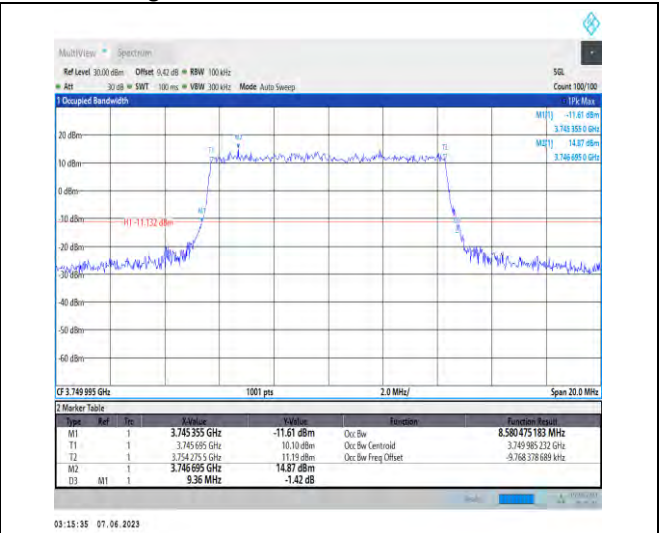 MultiView Spectrum
Ref Level 30.00 dBm Offset 9.42 dB RBW 100 kHz SGL
Att 30 dB SWT 100 ms VBW 300 kHz Mode Auto Sweep Count 100/100
1 Occupied Bandwidth 1Pk Max
M1[1] -11.61 dBm
3.745 355 0 GHz
M2[1] 14.87 dBm
3.746 695 0 GHz
20 dBm
M2
T1 T2
10 dBm
0 dBm
M1
-10 dBm
H1 -11.132 dBm
-20 dBm
-30 dBm
-40 dBm
-50 dBm
-60 dBm
CF 3.749 995 GHz 1001 pts 2.0 MHz/ Span 20.0 MHz
2 Marker Table
Type Ref Trc X-Value Y-Value Function Function Result
M1 1 3.745 355 GHz -11.61 dBm Occ Bw 8.580 475 183 MHz
T1 1 3.745 695 GHz 10.10 dBm Occ Bw Centroid 3.749 985 232 GHz
T2 1 3.754 275 5 GHz 11.19 dBm Occ Bw Freq Offset -9.768 378 689 kHz
M2 1 3.746 695 GHz 14.87 dBm
D3 M1 1 9.36 MHz -1.42 dB
03:15:35 07.06.2023